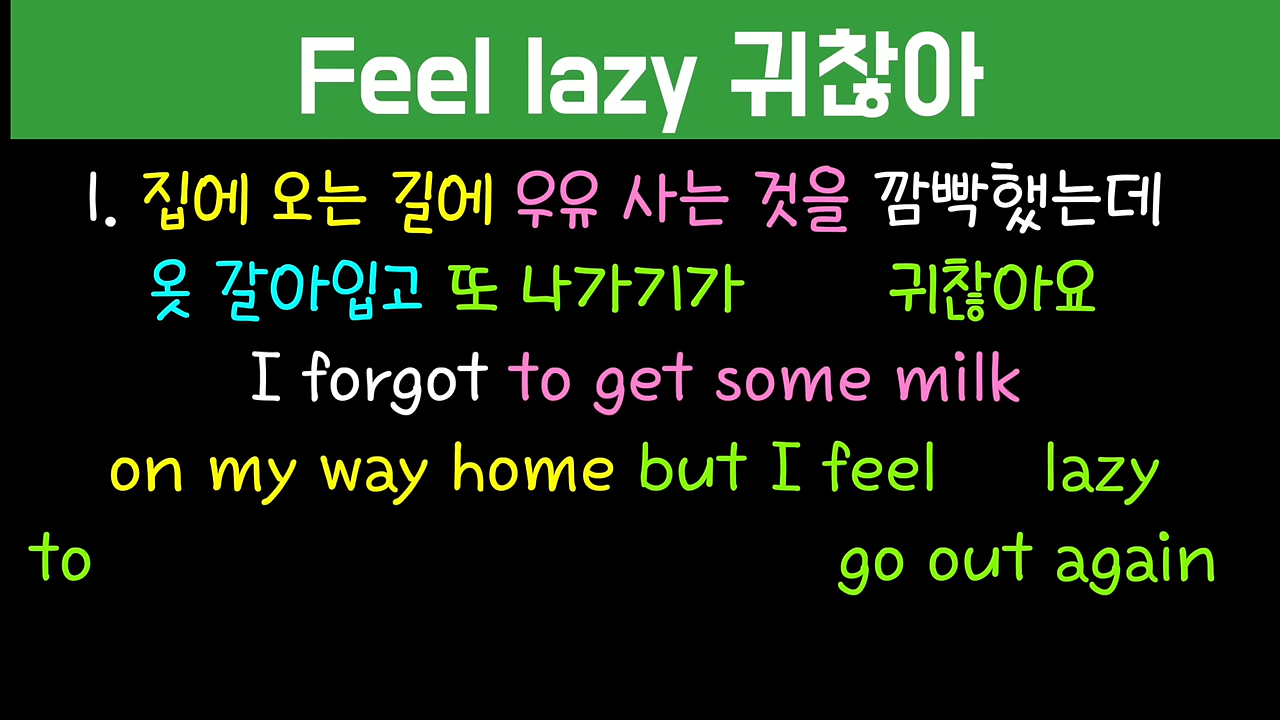 Feel lazy 귀찮아
1. 집에 오는 길에 우유 사는 것을 깜빡했는데
옷 갈아입고 또 나가기가 귀찮아요
I forgot to get some milk
on my way home but I feel lazy
to go out again